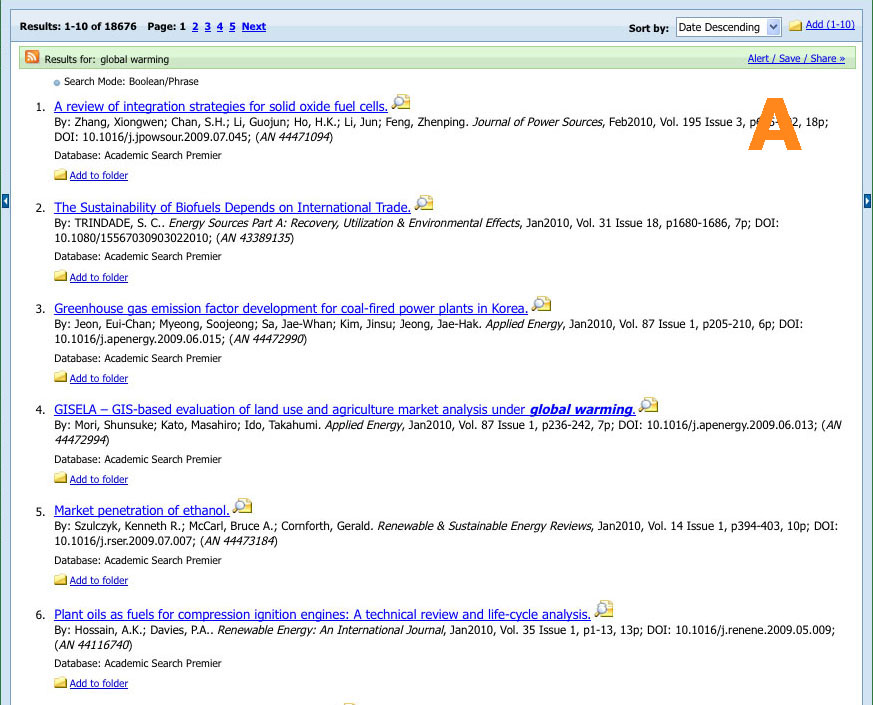 Results: 1-10 of 18676 Page: 1 2 3 4 5 Next Sort by: Date Descending Add (1-10)
Results for: global warming Alert / Save / Share »
Search Mode: Boolean/Phrase
1. A review of integration strategies for solid oxide fuel cells.
By: Zhang, Xiongwen; Chan, S.H.; Li, Guojun; Ho, H.K.; Li, Jun; Feng, Zhenping. Journal of Power Sources, Feb2010, Vol. 195 Issue 3, 18p;
A
DOI: 10.1016/j.jpowsour.2009.07.045; (AN 44471094)
Database: Academic Search Premier
Add to folder
2. The Sustainability of Biofuels Depends on International Trade.
By: TRINDADE, S. C.. Energy Sources Part A: Recovery, Utilization & Environmental Effects, Jan2010, Vol. 31 Issue 18, p1680-1686, 7p; DOI:
10.1080/15567030903022010; (AN 43389135)
Database: Academic Search Premier
Add to folder
3. Greenhouse gas emission factor development for coal-fired power plants in Korea.
By: Jeon, Eui-Chan; Myeong, Soojeong; Sa, Jae-Whan; Kim, Jinsu; Jeong, Jae-Hak. Applied Energy, Jan2010, Vol. 87 Issue 1, p205-210, 6p; DOI:
10.1016/j.apenergy.2009.06.015; (AN 44472990)
Database: Academic Search Premier
Add to folder
4. GISELA – GIS-based evaluation of land use and agriculture market analysis under global warming.
By: Mori, Shunsuke; Kato, Masahiro; Ido, Takahumi. Applied Energy, Jan2010, Vol. 87 Issue 1, p236-242, 7p; DOI: 10.1016/j.apenergy.2009.06.013; (AN
44472994)
Database: Academic Search Premier
Add to folder
5. Market penetration of ethanol.
By: Szulczyk, Kenneth R.; McCarl, Bruce A.; Cornforth, Gerald. Renewable & Sustainable Energy Reviews, Jan2010, Vol. 14 Issue 1, p394-403, 10p; DOI:
10.1016/j.rser.2009.07.007; (AN 44473184)
Database: Academic Search Premier
Add to folder
6. Plant oils as fuels for compression ignition engines: A technical review and life-cycle analysis.
By: Hossain, A.K.; Davies, P.A.. Renewable Energy: An International Journal, Jan2010, Vol. 35 Issue 1, p1-13, 13p; DOI: 10.1016/j.renene.2009.05.009;
(AN 44116740)
Database: Academic Search Premier
Add to folder